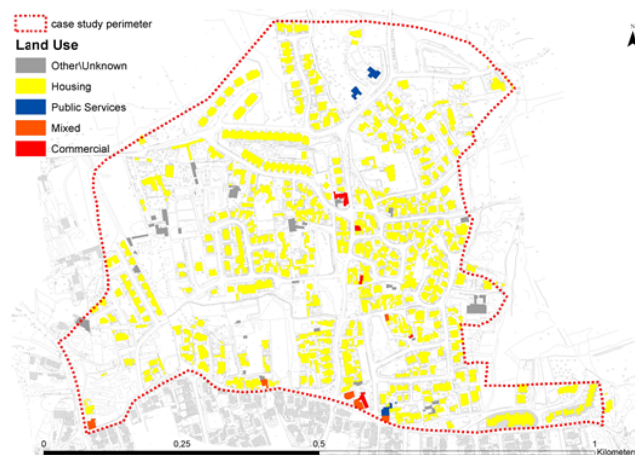 case study perimeter
N
Land Use
Other\Unknown
Housing
Public Services
Mixed
Commercial
0 0,25 0,5 1
Kilometers